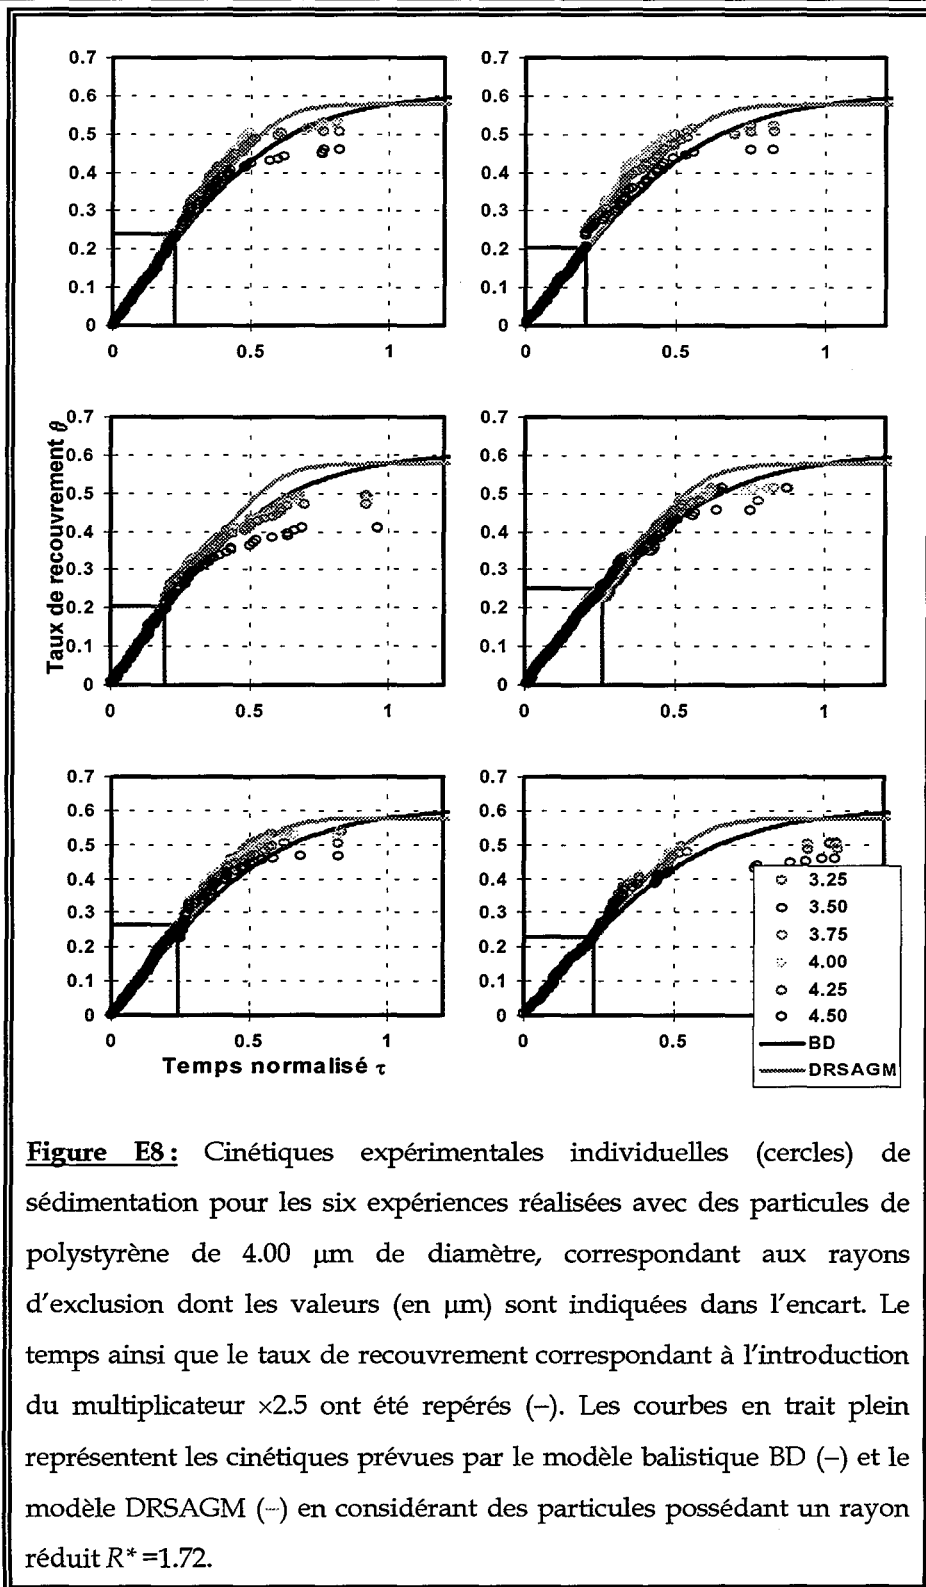 0.7 0.7
0.6 0.6
0.5 0.5
0.4 0.4
0.3 0.3
0.2 0.2
0.1 0.1
0 0
0 0.5 1 0 0.5 1
Taux de recouvrement θ
0.7 0.7
0.6 0.6
0.5 0.5
0.4 0.4
0.3 0.3
0.2 0.2
0.1 0.1
0 0
0 0.5 1 0 0.5 1
0.7 0.7
0.6 0.6
0.5 0.5
0.4 0.4
0.3 0.3
0.2 0.2
0.1 0.1
0 0
0 0.5 1 0 0.5
Temps normalisé τ
3.25
3.50
3.75
4.00
4.25
4.50
BD
DRSAGM
Figure E8 : Cinétiques expérimentales individuelles (cercles) de
sédimentation pour les six expériences réalisées avec des particules de
polystyrène de 4.00 µm de diamètre, correspondant aux rayons
d'exclusion dont les valeurs (en µm) sont indiquées dans l'encart. Le
temps ainsi que le taux de recouvrement correspondant à l'introduction
du multiplicateur ×2.5 ont été repérés (–). Les courbes en trait plein
représentent les cinétiques prévues par le modèle balistique BD (–) et le
modèle DRSAGM (–) en considérant des particules possédant un rayon
réduit R* =1.72.